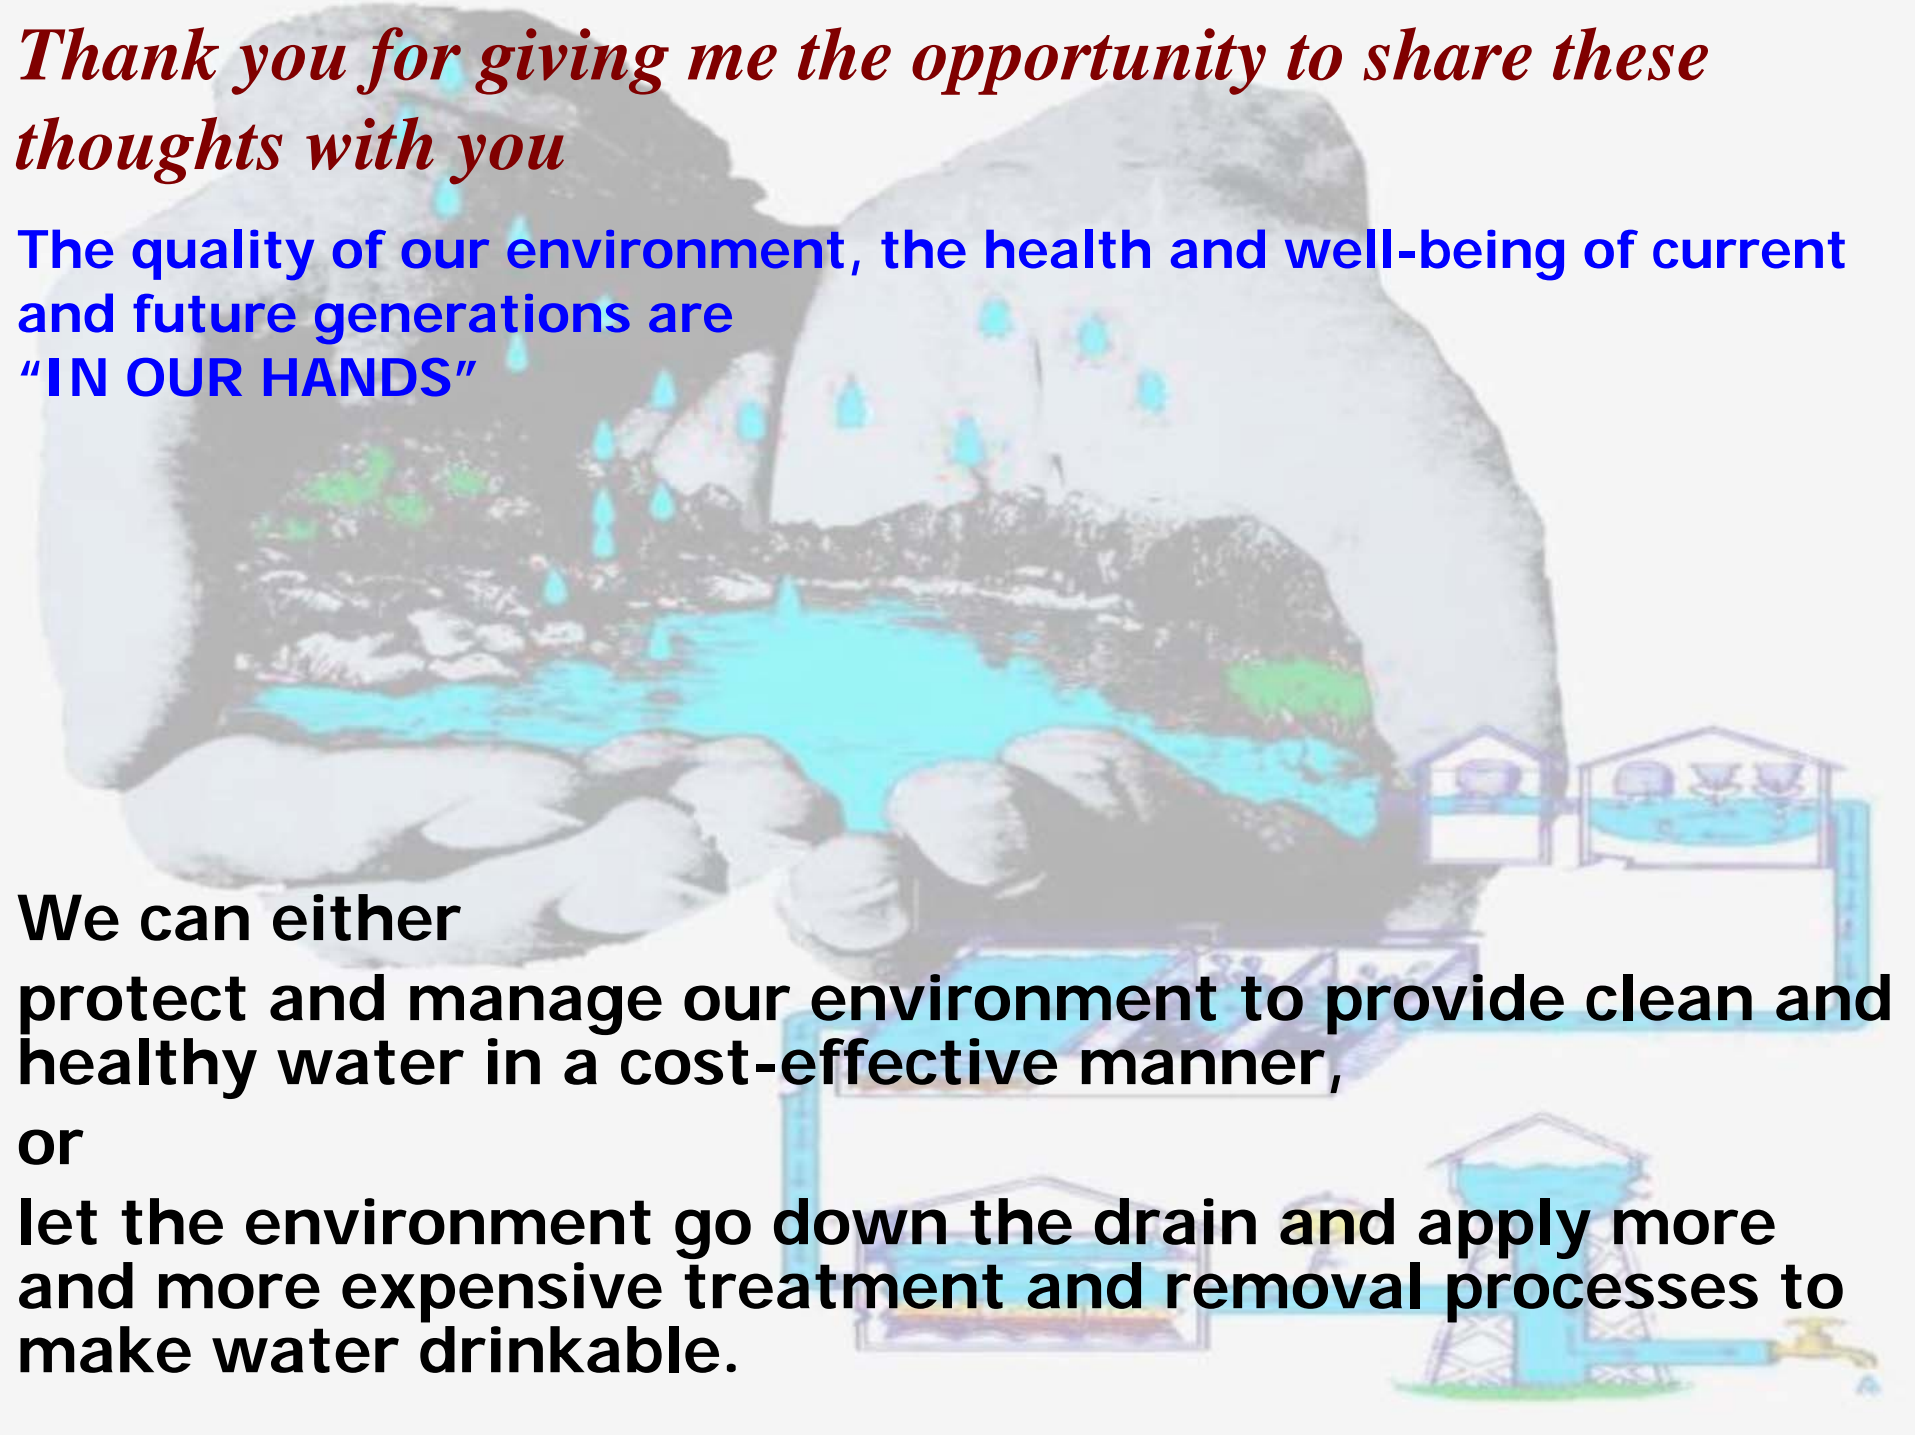 Thank you for giving me the opportunity to share these
thoughts with you
The quality of our environment, the health and well-being of current
and future generations are
“IN OUR HANDS”
We can either
protect and manage our environment to provide clean and
healthy water in a cost-effective manner,
or
let the environment go down the drain and apply more
and more expensive treatment and removal processes to
make water drinkable.